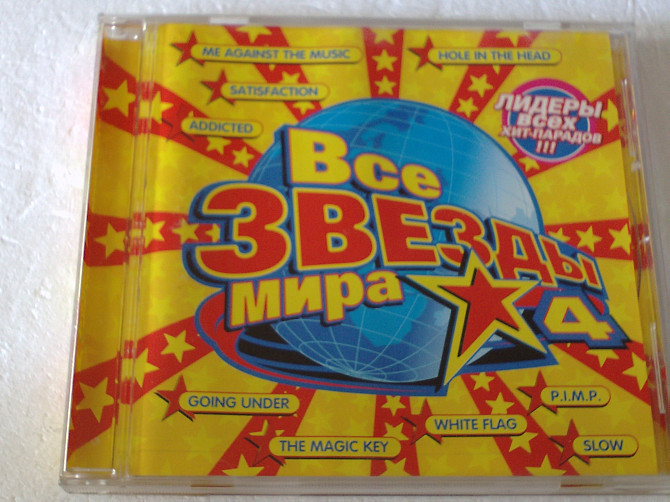 ME AGAINST THE MUSIC
HOLE IN THE HEAD
SATISFACTION
ADDICTED
ЛИДЕРЫ
всех
ХИТ-ПАРАДОВ
!!!
Все
ЗВЕЗДЫ
мира
4
GOING UNDER
P.I.M.P.
WHITE FLAG
THE MAGIC KEY
SLOW